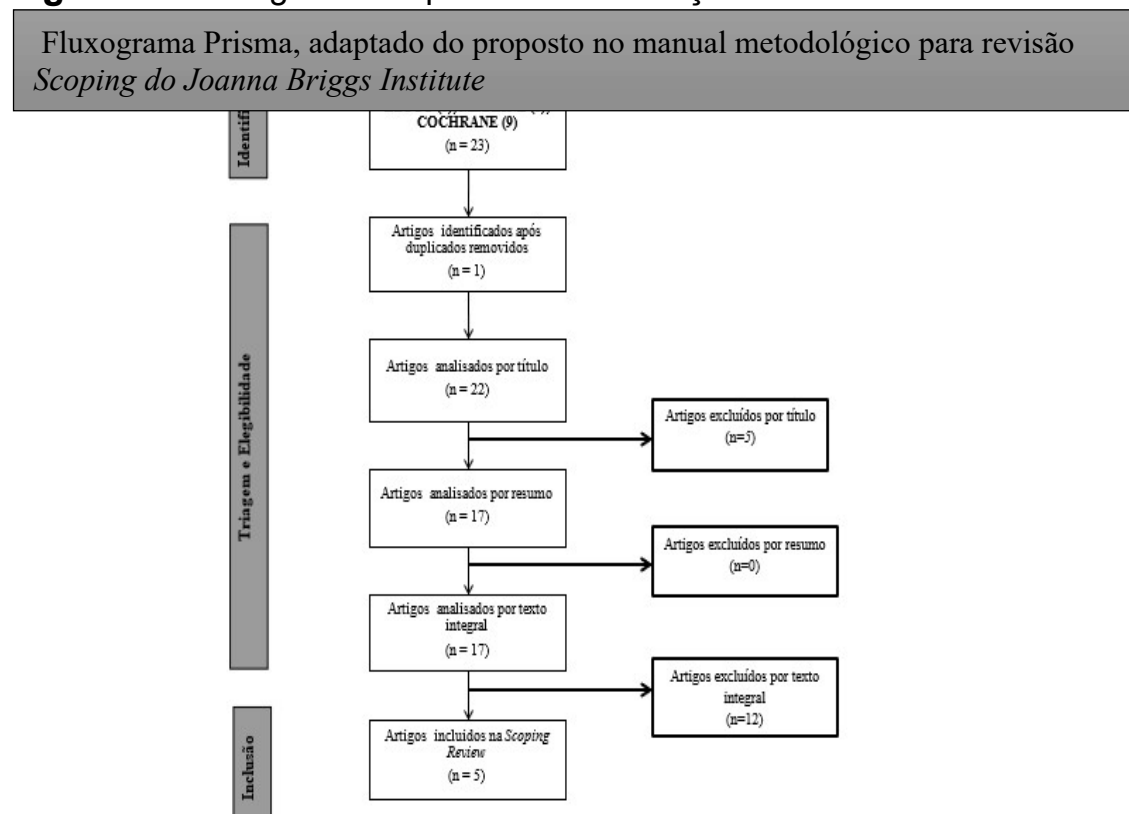 Fluxograma Prisma, adaptado do proposto no manual metodológico para revisão
Scoping do Joanna Briggs Institute
COCHRANE (9)
(n = 23)
Artigos identificados após
duplicados removidos
(n = 1)
Triagem e Elegibilidade
Artigos analisados por título
(n = 22)
Artigos excluídos por título
(n=5)
Artigos analisados por resumo
(n = 17)
Artigos excluídos por resumo
(n=0)
Artigos analisados por texto
integral
(n = 17)
Artigos excluídos por texto
integral
(n=12)
Inclusão
Artigos incluídos na Scoping
Review
(n = 5)